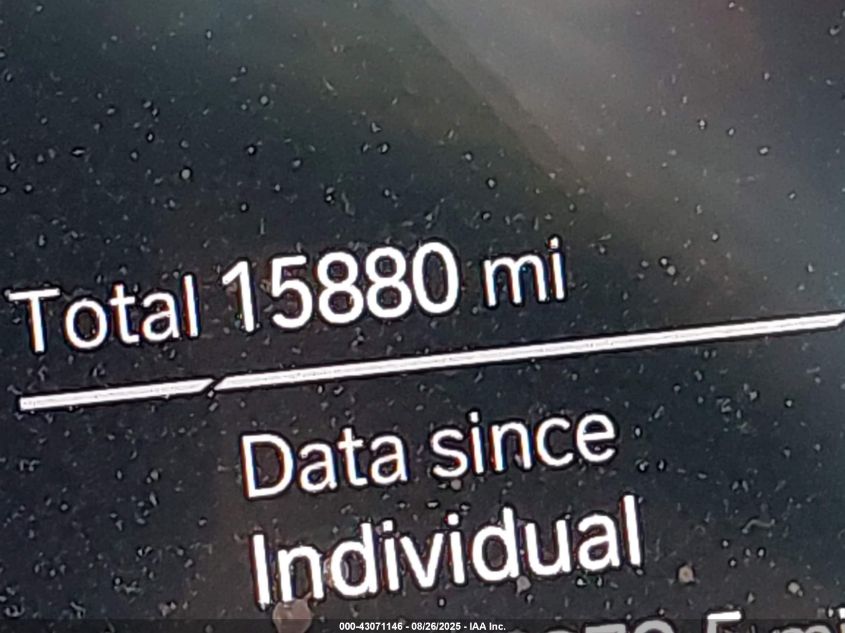 Total 15880 mi
Data since
Individual
000-43071146 - 08/26/2025 - IAA Inc.